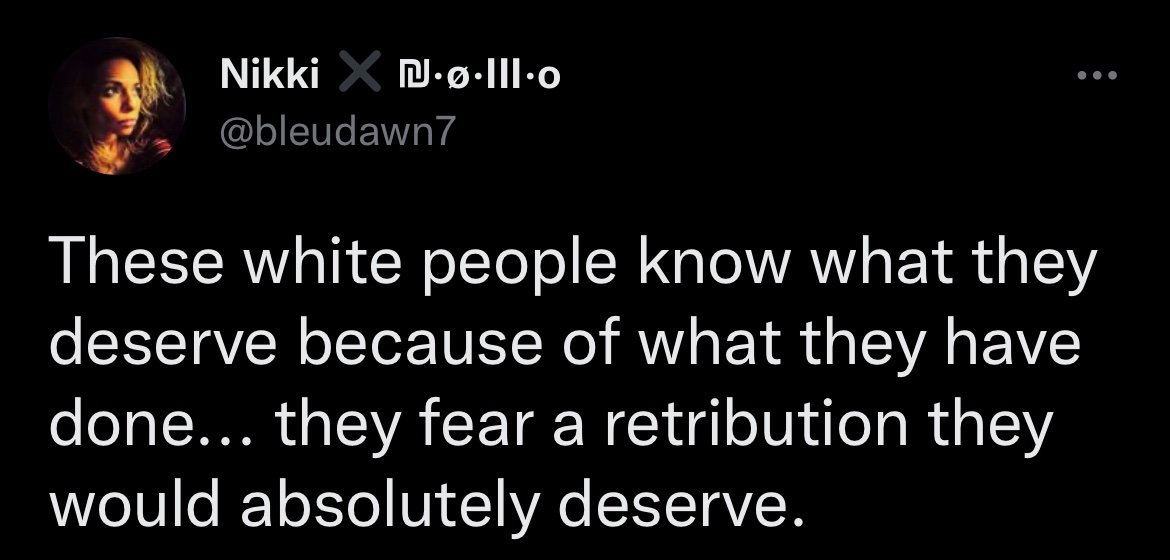 Nikki ✖ ₪·ø·lll·o
@bleudawn7
These white people know what they
deserve because of what they have
done... they fear a retribution they
would absolutely deserve.